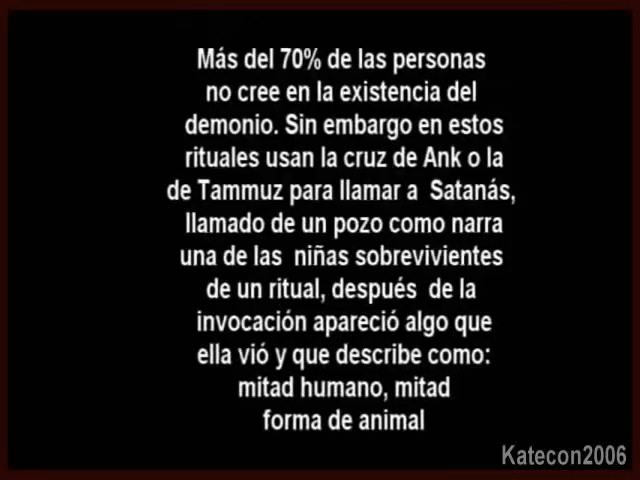 Más del 70% de las personas
no cree en la existencia del
demonio. Sin embargo en estos
rituales usan la cruz de Ank o la
de Tammuz para llamar a Satanás,
llamado de un pozo como narra
una de las niñas sobrevivientes
de un ritual, después de la
invocación apareció algo que
ella vió y que describe como:
mitad humano, mitad
forma de animal
Katecon2006